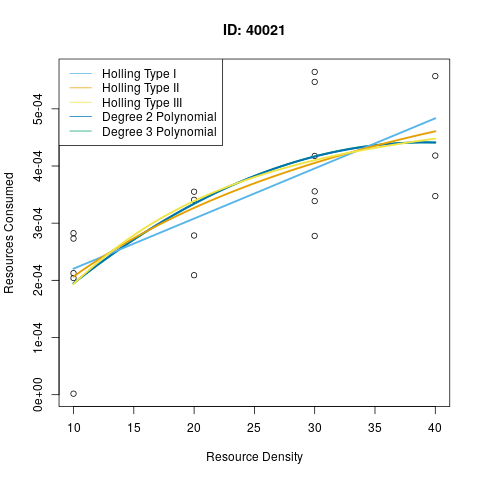 ID: 40021
Holling Type I
Holling Type II
Holling Type III
Degree 2 Polynomial
Degree 3 Polynomial
Resources Consumed
5e-04
4e-04
3e-04
2e-04
1e-04
0e+00
10 15 20 25 30 35 40
Resource Density